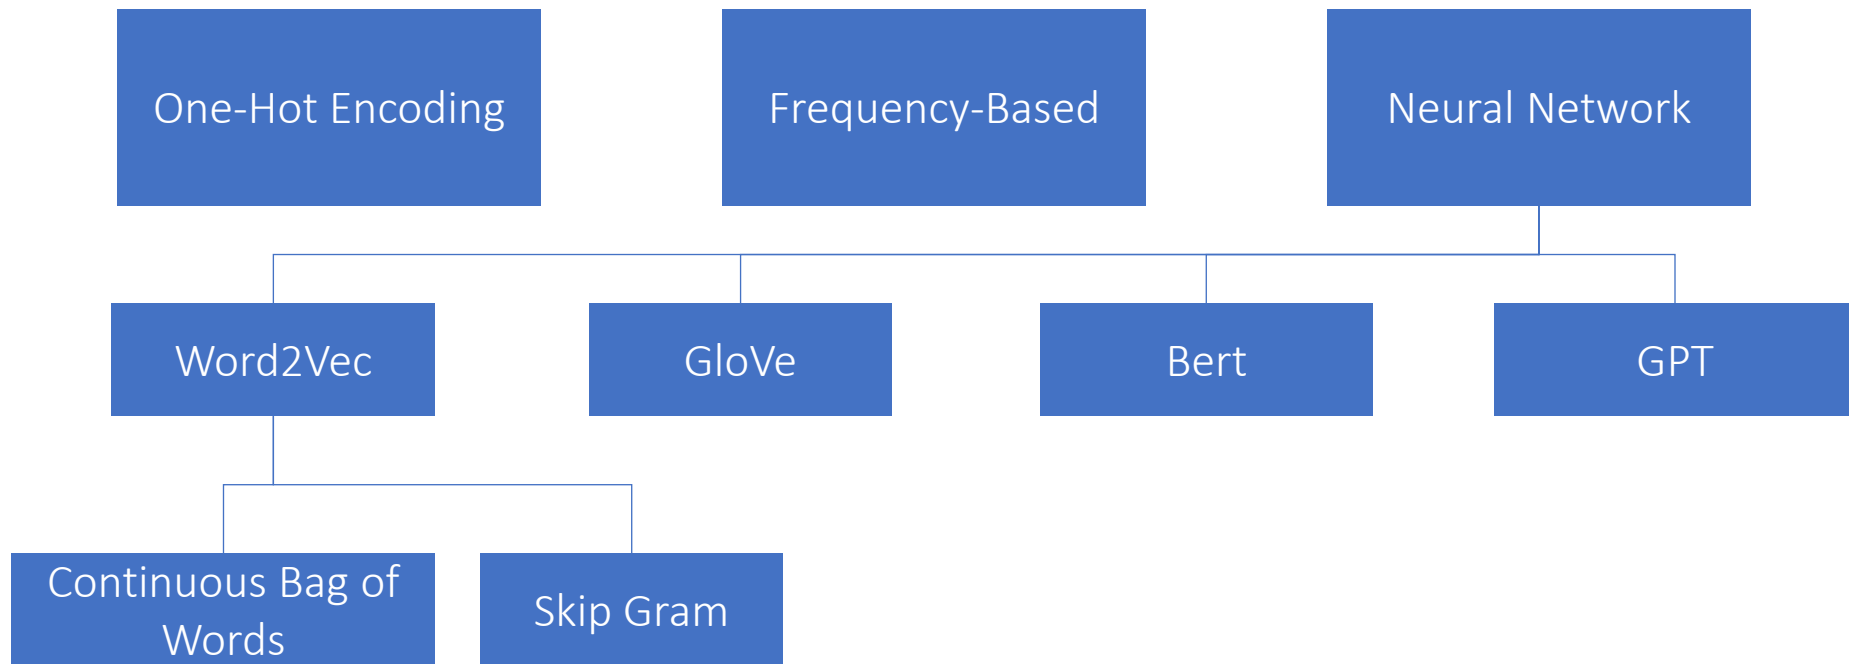 One-Hot Encoding
Frequency-Based
Neural Network
Word2Vec
GloVe
Bert
GPT
Continuous Bag of
Words
Skip Gram